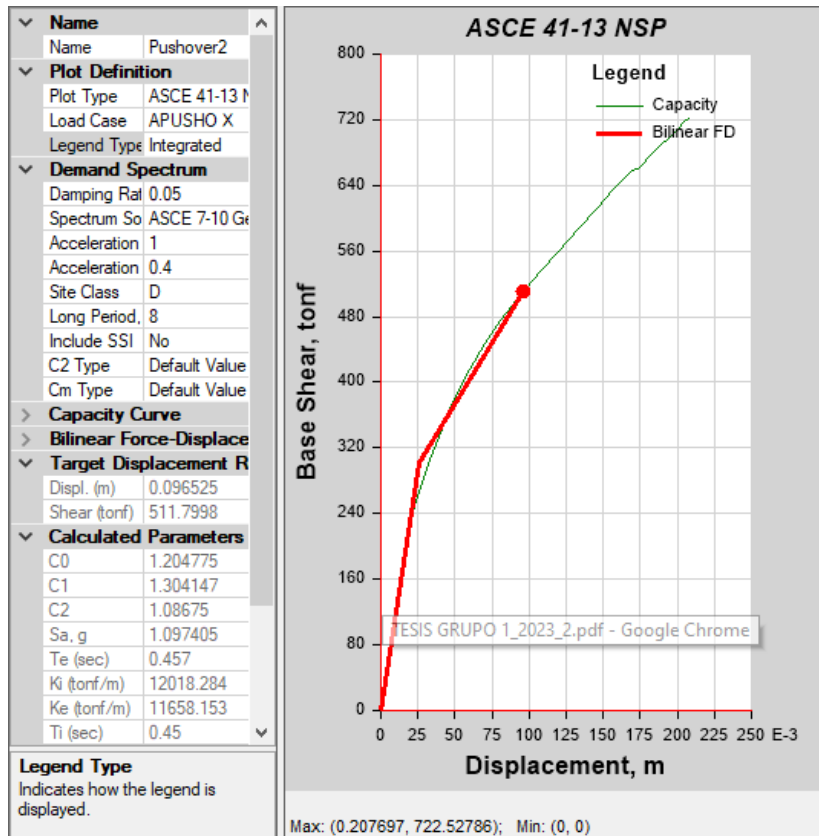 Name
Name Pushover2
Plot Definition
Plot Type ASCE 41-13 N
Load Case APUSHO X
Legend Type Integrated
Demand Spectrum
Damping Rat 0.05
Spectrum So ASCE 7-10 Ge
Acceleration 1
Acceleration 0.4
Site Class D
Long Period, 8
Include SSI No
C2 Type Default Value
Cm Type Default Value
Capacity Curve
Bilinear Force-Displace
Target Displacement R
Displ. (m) 0.096525
Shear (tonf) 511.7998
Calculated Parameters
C0 1.204775
C1 1.304147
C2 1.08675
Sa, g 1.097405
Te (sec) 0.457
Ki (tonf/m) 12018.284
Ke (tonf/m) 11658.153
Ti (sec) 0.45
Legend Type
Indicates how the legend is
displayed.
ASCE 41-13 NSP
Legend
Capacity
Bilinear FD
800
720
640
560
480
400
320
240
160
80
0
Base Shear, tonf
TESIS GRUPO 1_2023_2.pdf - Google Chrome
0 25 50 75 100 125 150 175 200 225 250 E-3
Displacement, m
Max: (0.207697, 722.52786); Min: (0, 0)